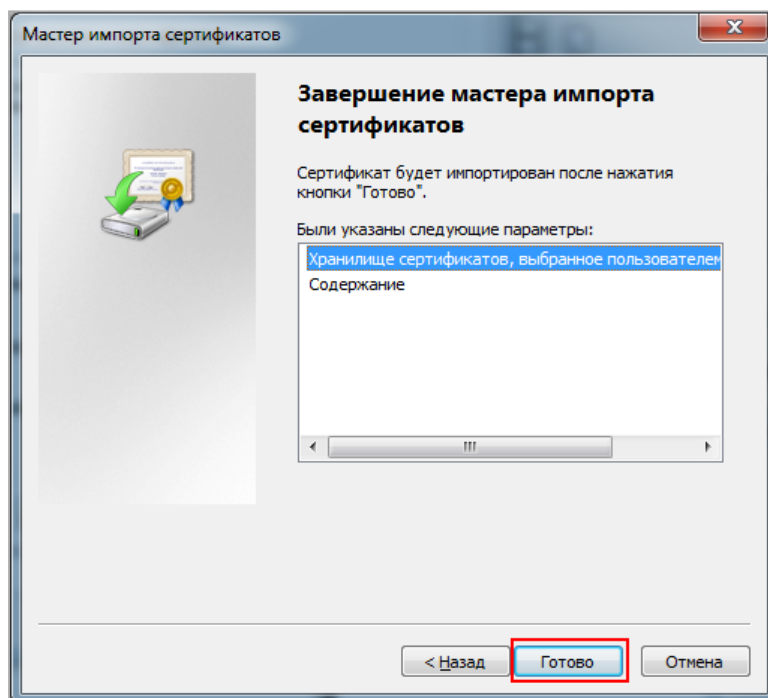 Мастер импорта сертификатов
Завершение мастера импорта
сертификатов
Сертификат будет импортирован после нажатия
кнопки "Готово".
Были указаны следующие параметры:
Хранилище сертификатов, выбранное пользователем
Содержание
< Назад
Готово
Отмена